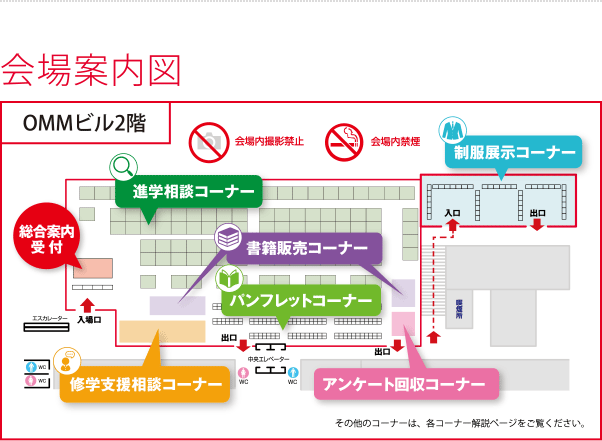 会場案内図
OMMビル2階
会場内撮影禁止
会場内禁煙
制服展示コーナー
進学相談コーナー
入口
出口
総合案内
受付
書籍販売コーナー
パンフレットコーナー
エスカレーター
入場口
喫煙所
出口
中央エレベーター
出口
WC
WC
WC
WC
修学支援相談コーナー
アンケート回収コーナー
その他のコーナーは、各コーナー解説ページをご覧ください。